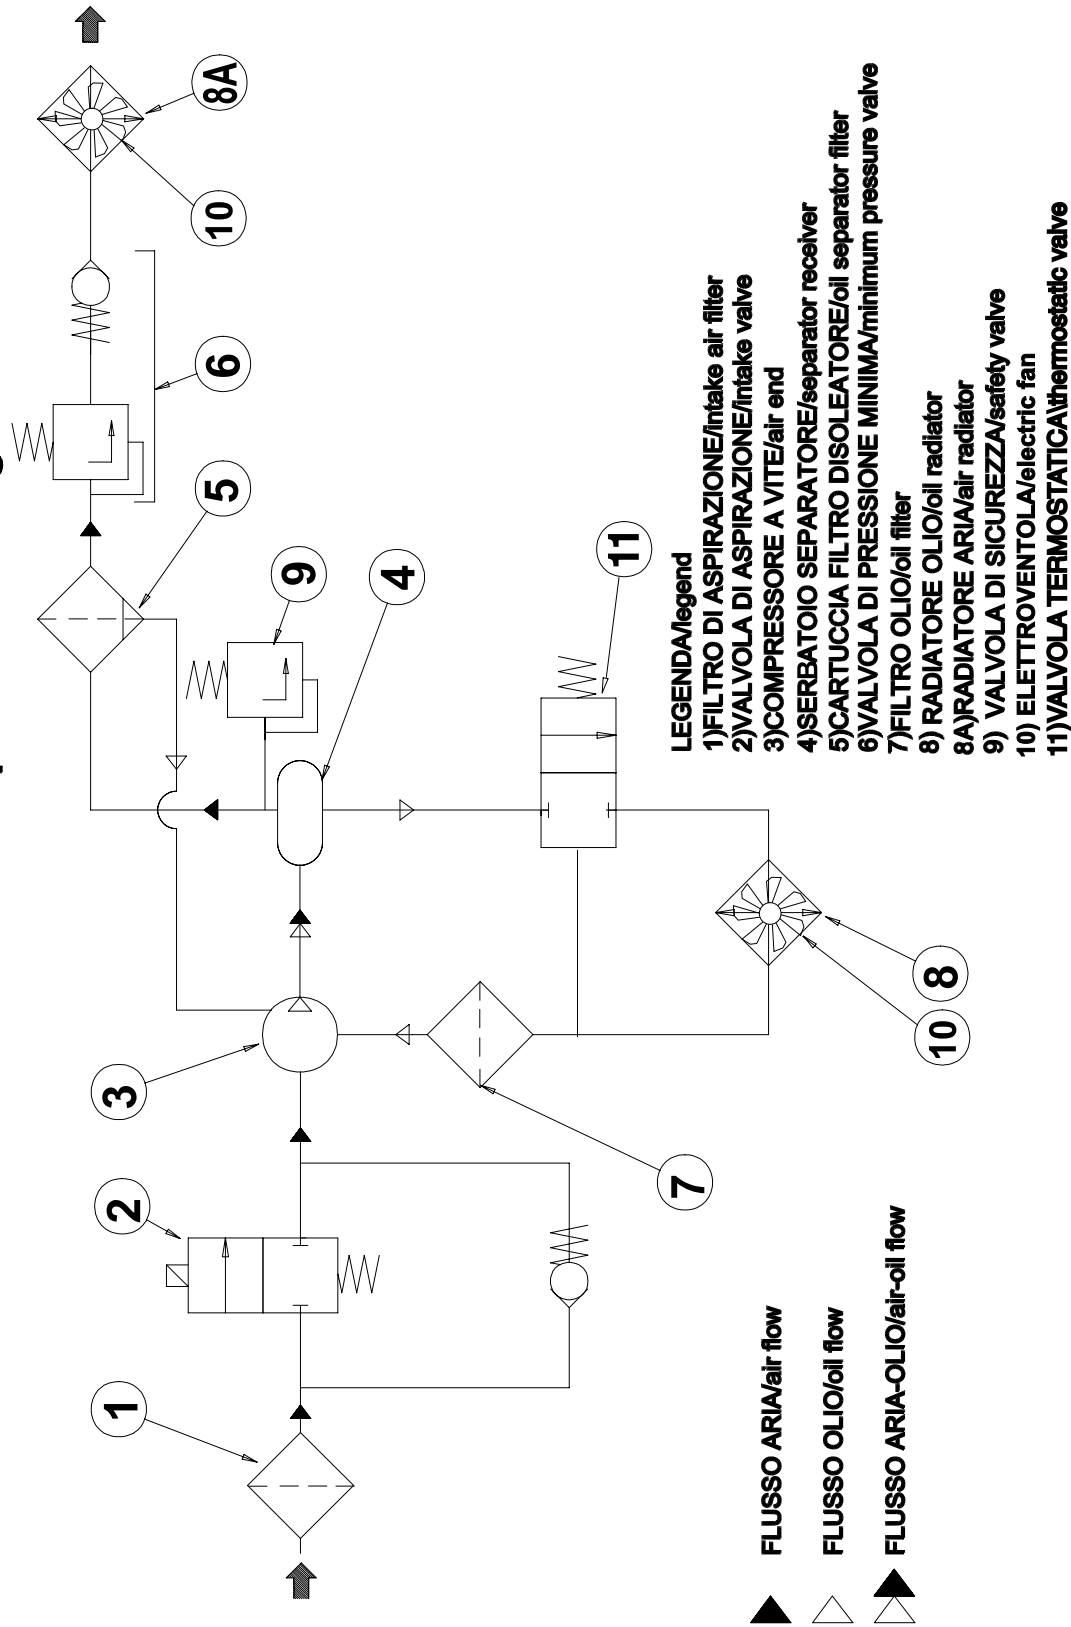 8A
10
6
5
9
4
11
3
2
1
7
8
10
LEGENDA/legend
1)FILTRO DI ASPIRAZIONE/intake air filter
2)VALVOLA DI ASPIRAZIONE/intake valve
3)COMPRESSORE A VITE/air end
4)SERBATOIO SEPARATORE/separator receiver
5)CARTUCCIA FILTRO DISOLEATORE/oil separator filter
6)VALVOLA DI PRESSIONE MINIMA/minimum pressure valve
7)FILTRO OLIO/oil filter
8) RADIATORE OLIO/oil radiator
8A)RADIATORE ARIA/air radiator
9) VALVOLA DI SICUREZZA/safety valve
10) ELETTROVENTOLA/electric fan
11)VALVOLA TERMOSTATICA\thermostatic valve
FLUSSO ARIA/air flow
FLUSSO OLIO/oil flow
FLUSSO ARIA-OLIO/air-oil flow